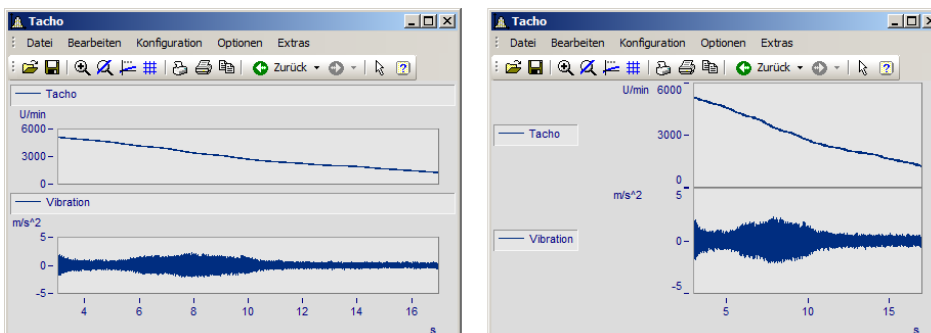 Tacho
Datei Bearbeiten Konfiguration Optionen Extras
Zurück
Tacho
U/min
6000
3000
0
Vibration
m/s^2
5
0
-5
4 6 8 10 12 14 16
s
Tacho
Datei Bearbeiten Konfiguration Optionen Extras
Zurück
U/min 6000
Tacho
3000
0
m/s^2 5
Vibration
0
-5
5 10 15
s